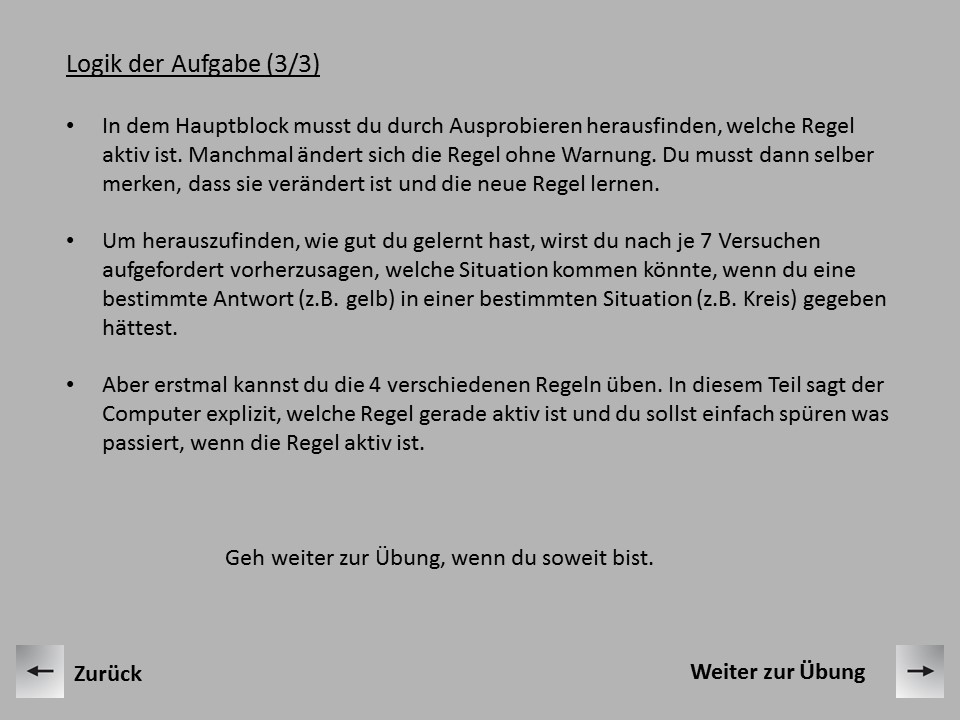 Logik der Aufgabe (3/3)
• In dem Hauptblock musst du durch Ausprobieren herausfinden, welche Regel
aktiv ist. Manchmal ändert sich die Regel ohne Warnung. Du musst dann selber
merken, dass sie verändert ist und die neue Regel lernen.
• Um herauszufinden, wie gut du gelernt hast, wirst du nach je 7 Versuchen
aufgefordert vorherzusagen, welche Situation kommen könnte, wenn du eine
bestimmte Antwort (z.B. gelb) in einer bestimmten Situation (z.B. Kreis) gegeben
hättest.
• Aber erstmal kannst du die 4 verschiedenen Regeln üben. In diesem Teil sagt der
Computer explizit, welche Regel gerade aktiv ist und du sollst einfach spüren was
passiert, wenn die Regel aktiv ist.
Geh weiter zur Übung, wenn du soweit bist.
Zurück
Weiter zur Übung